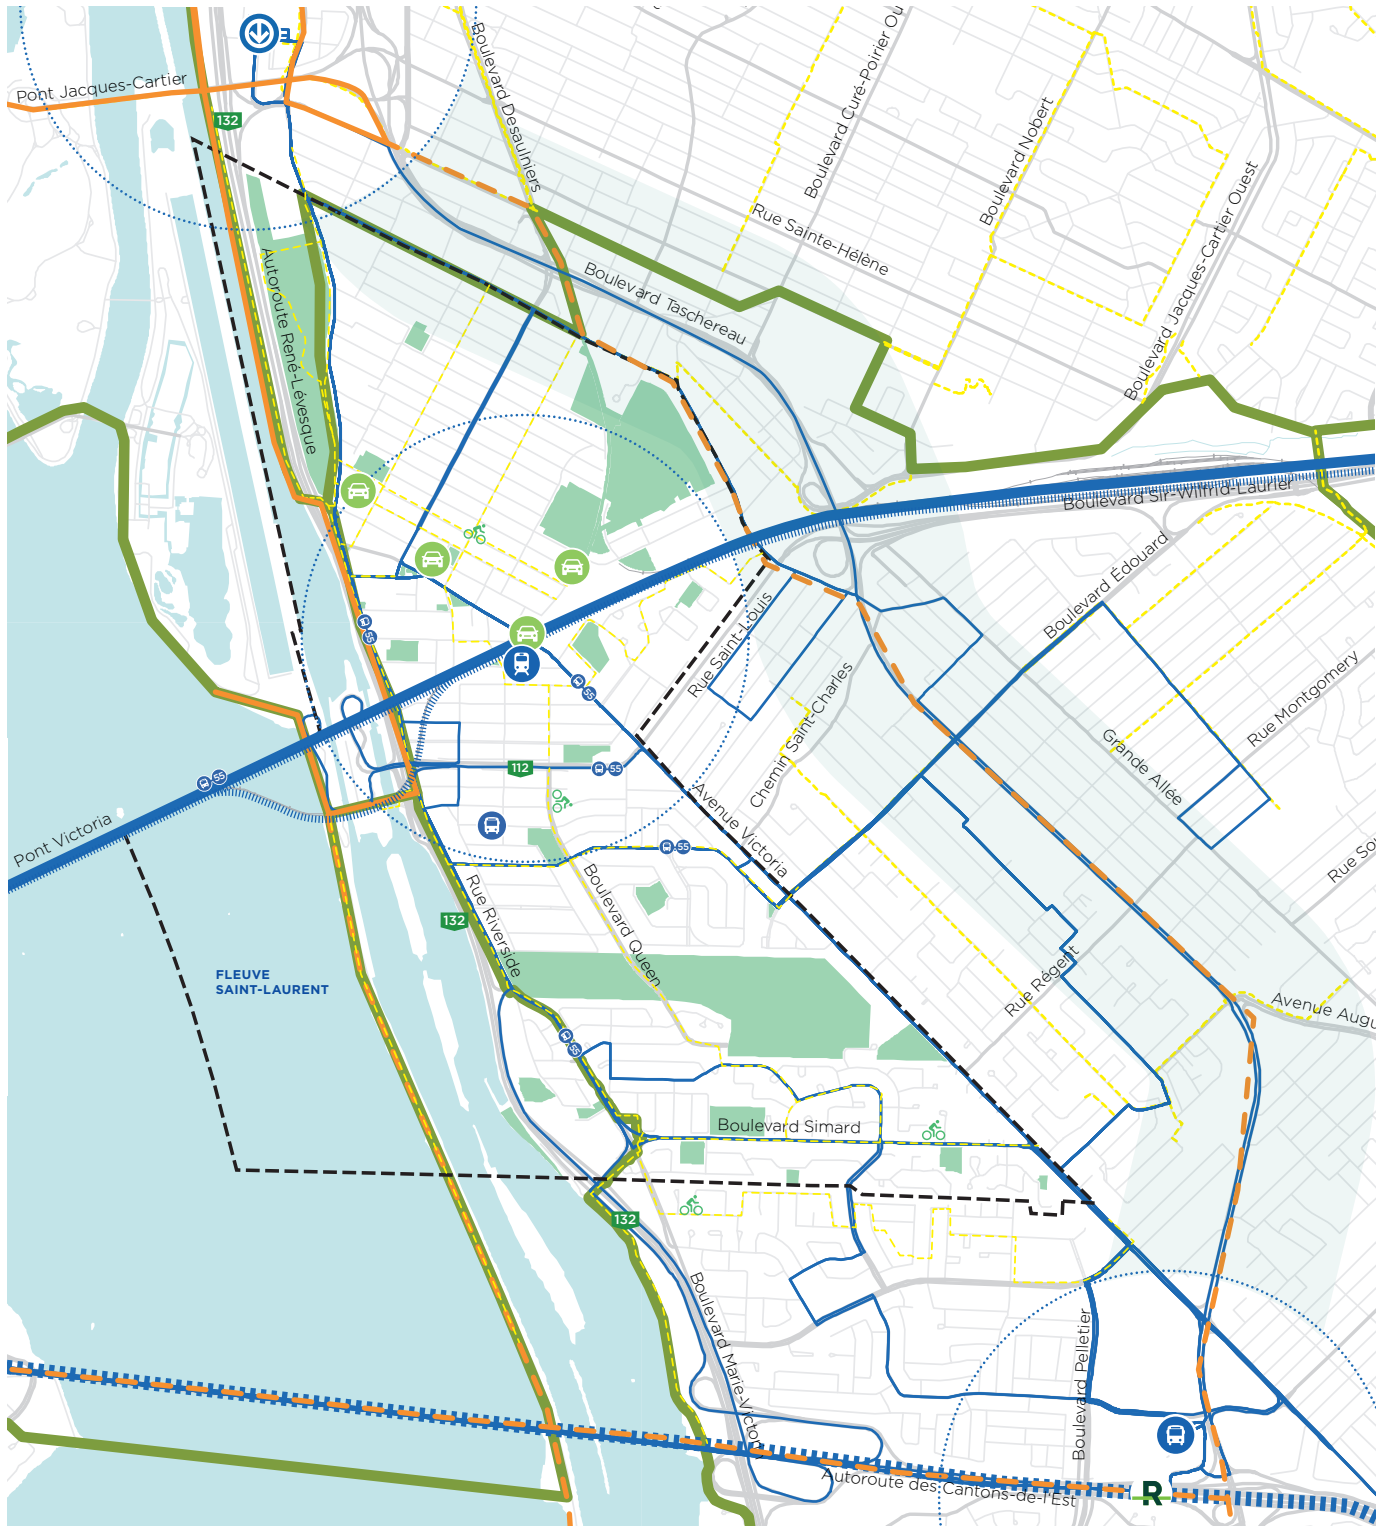 Pont Jacques-Cartier
132
Boulevard Desaulniers
Boulevard Curé-Poirier Ou
Boulevard Nobert
Rue Sainte-Hélène
Boulevard Jacques-Cartier Ouest
Boulevard Taschereau
Autoroute René-Lévesque
Boulevard Sir-Wilfrid-Laurier
Boulevard Édouard
Rue Saint-Louis
55
55
Rue Montgomery
Chemin Saint-Charles
Grande Allée
112
55
55
Pont Victoria
Avenue Victoria
55
Rue So
Boulevard Queen
Rue Riverside
132
FLEUVE
SAINT-LAURENT
Rue Régent
Avenue Augu
55
Boulevard Simard
132
Boulevard Marie-Victorin
Boulevard Pelletier
Autoroute des Cantons-de-l'Est
R